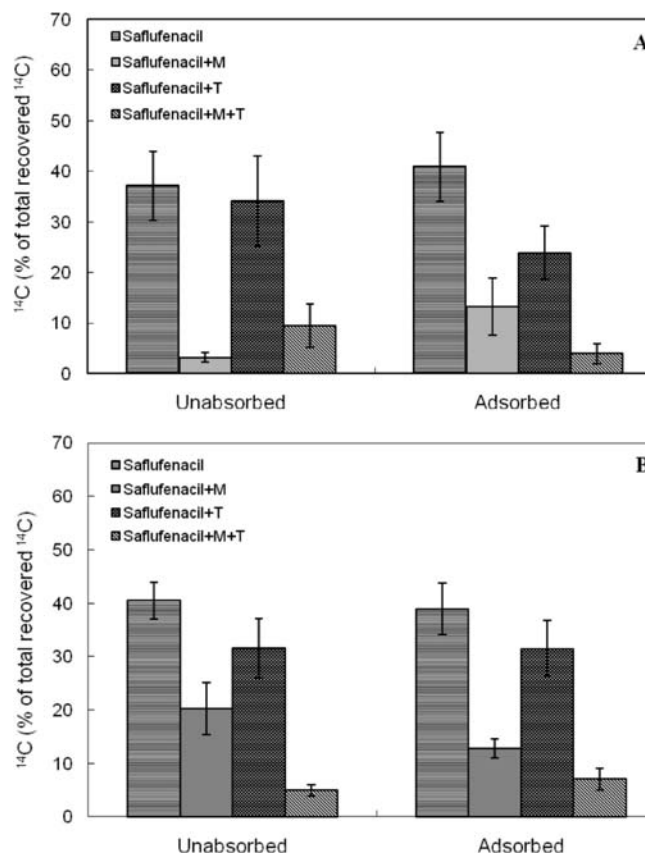 70
60
50
40
30
20
10
0
¹⁴C (% of total recovered ¹⁴C)
Saflufenacil
Saflufenacil+M
Saflufenacil+T
Saflufenacil+M+T
A
Unabsorbed Adsorbed
70
60
50
40
30
20
10
0
¹⁴C (% of total recovered ¹⁴C)
Saflufenacil
Saflufenacil+M
Saflufenacil+T
Saflufenacil+M+T
B
Unabsorbed Adsorbed